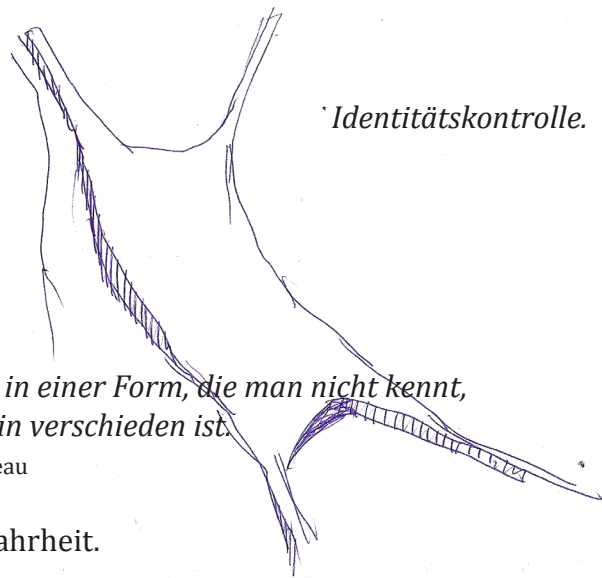 Identitätskontrolle.
in einer Form, die man nicht kennt,
in verschieden ist.
eau
ahrheit.